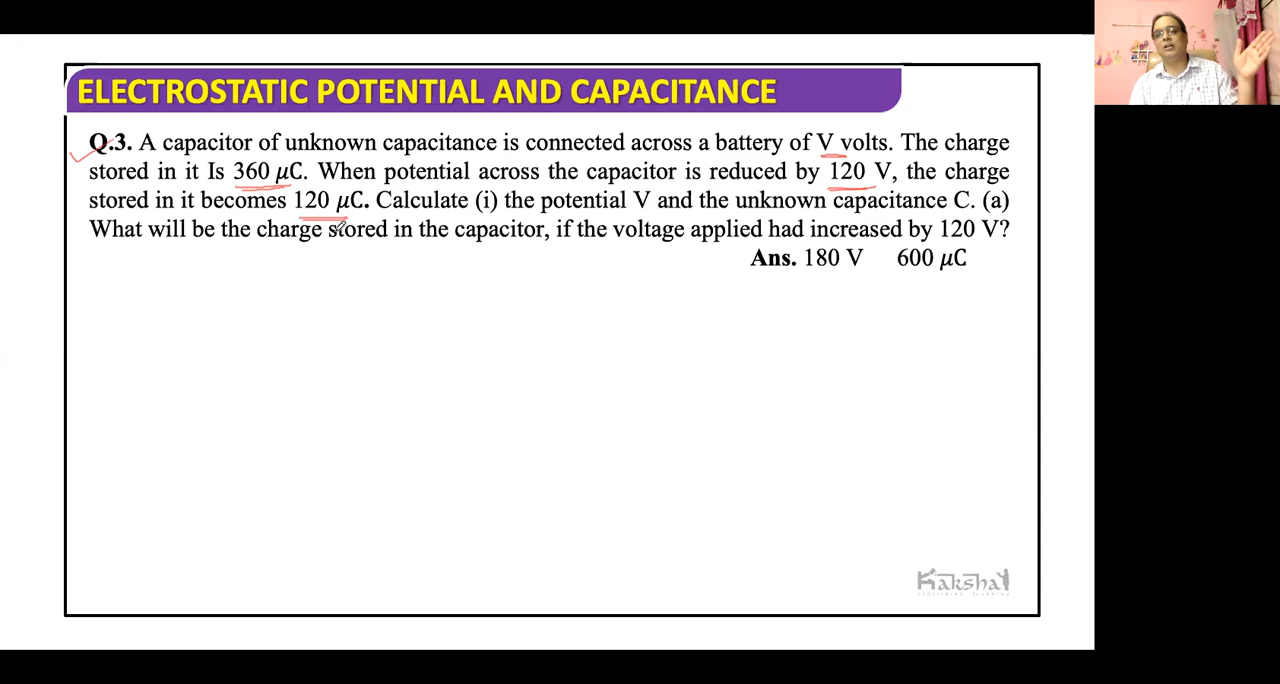 ELECTROSTATIC POTENTIAL AND CAPACITANCE
Q.3. A capacitor of unknown capacitance is connected across a battery of V volts. The charge
stored in it Is 360 μC. When potential across the capacitor is reduced by 120 V, the charge
stored in it becomes 120 μC. Calculate (i) the potential V and the unknown capacitance C. (a)
What will be the charge stored in the capacitor, if the voltage applied had increased by 120 V?
Ans. 180 V 600 μC
Kaksha